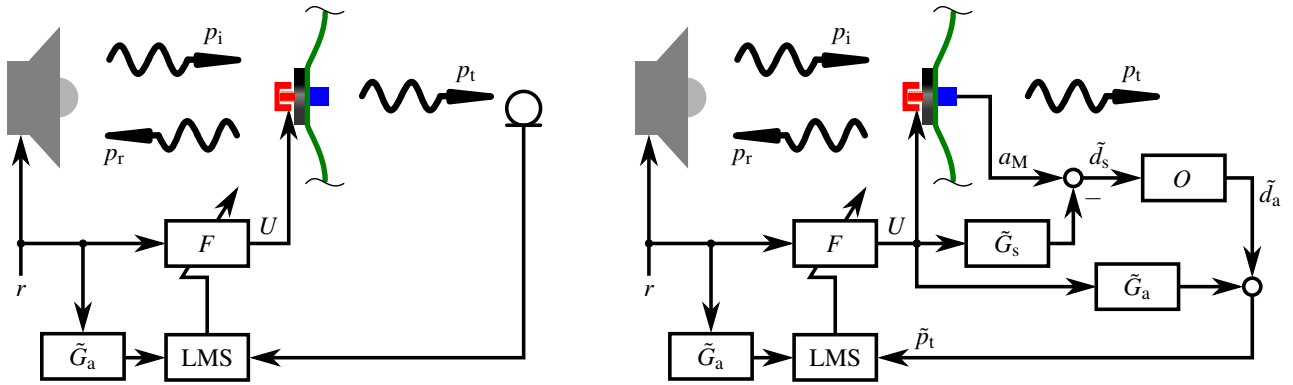 p_i
p_t
p_r
U
F
r
G̃_a
LMS
p_i
p_t
p_r
a_M
d̃_s
O
−
d̃_a
U
F
G̃_s
r
G̃_a
G̃_a
LMS
p̃_t